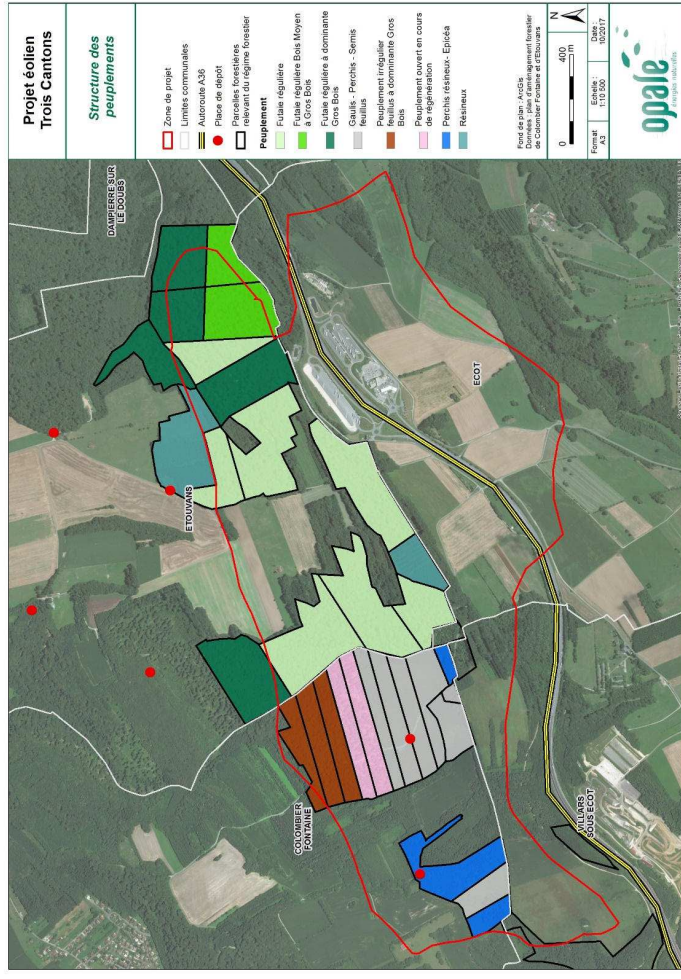 Projet éolien
Trois Cantons
Structure des
peuplements
Zone de projet
Limites communales
Autoroute A36
Place de dépôt
Parcelles forestières
relevant du régime forestier
Peuplement
Futaie régulière
Futaie régulière Bois Moyen
à Gros Bois
Futaie régulière à dominante
Gros Bois
Gaulis - Perchis - Semis
feuillus
Peuplement irrégulier
feuillus à domminante Gros
Bois
Peuplement ouvert en cours
de régénération
Perchis résineux- Epicéa
Résineux
Fond de plan : ArcGis
Données : plan d'aménagement forestier
de Colombier Fontaine et d'Etouvans
N
0
400
m
Format
A3
Echelle :
1:10 500
Date :
10/2017
opale
énergies naturelles
DAMPIERRE SUR
LE DOUBS
ETOUVANS
ECOT
COLOMBIER
FONTAINE
VILLARS
SOUS ECOT